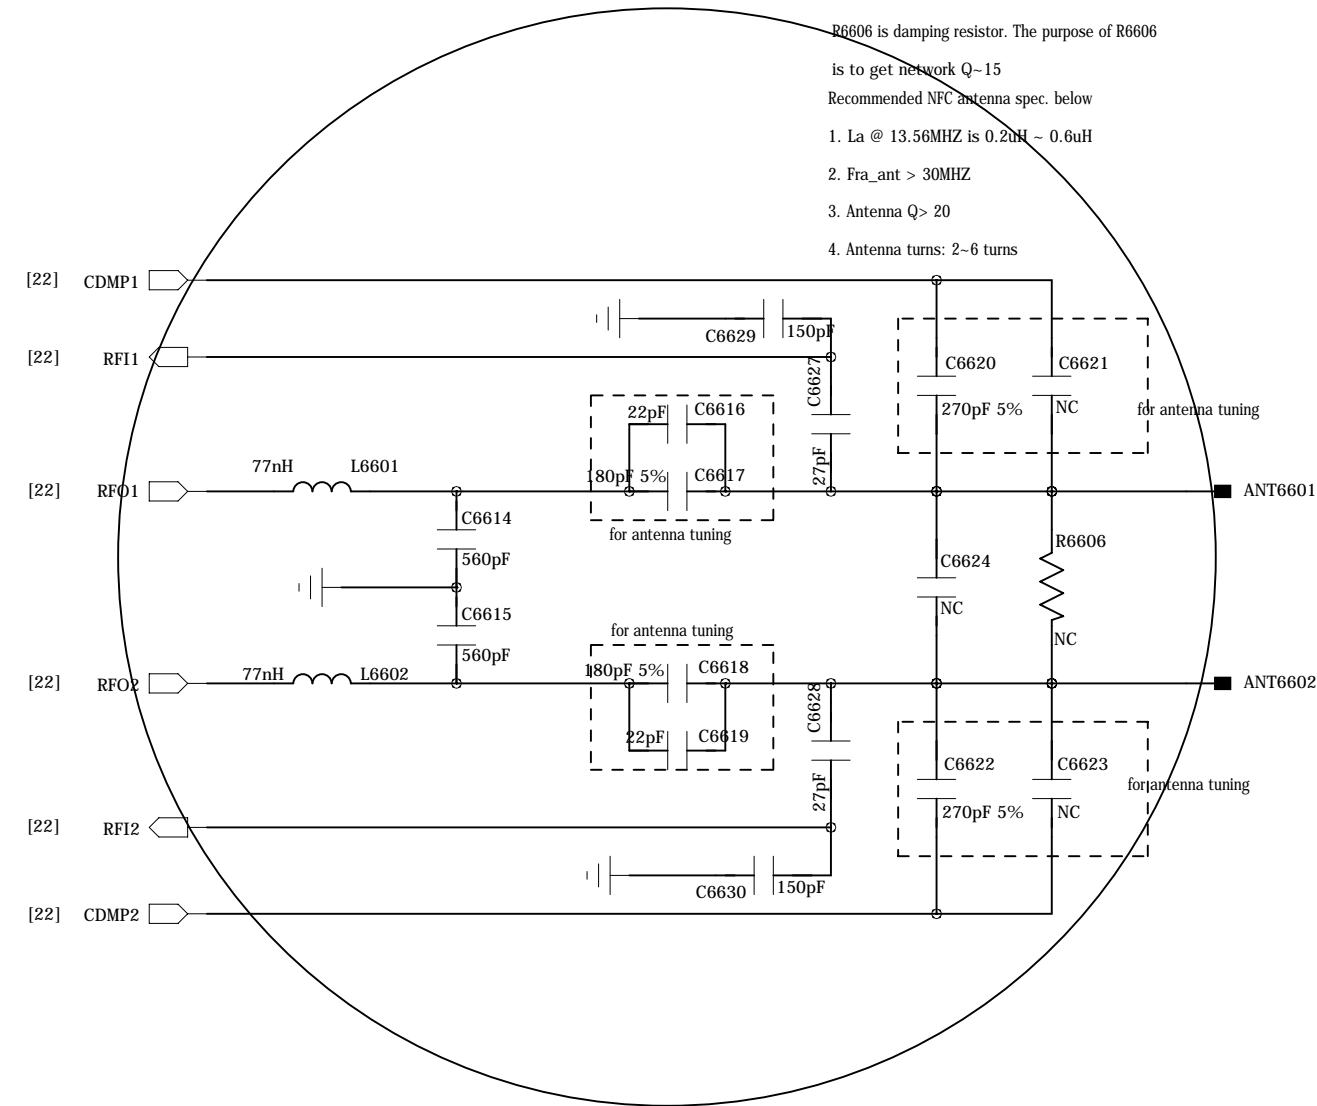 R6606 is damping resistor. The purpose of R6606
is to get network Q~15
Recommended NFC antenna spec. below
1. La @ 13.56MHZ is 0.2uH ~ 0.6uH
2. Fra_ant > 30MHZ
3. Antenna Q> 20
4. Antenna turns: 2~6 turns
[22] CDMP1
C6629 150pF
[22] RFI1
C6627
27pF
C6620
270pF 5%
C6621
NC
for antenna tuning
22pF C6616
180pF 5% C6617
for antenna tuning
77nH L6601
[22] RFO1
ANT6601
C6614
560pF
C6615
560pF
C6624
NC
R6606
NC
for antenna tuning
180pF 5% C6618
22pF C6619
77nH L6602
[22] RFO2
ANT6602
C6628
27pF
C6622
270pF 5%
C6623
NC
for antenna tuning
[22] RFI2
C6630 150pF
[22] CDMP2